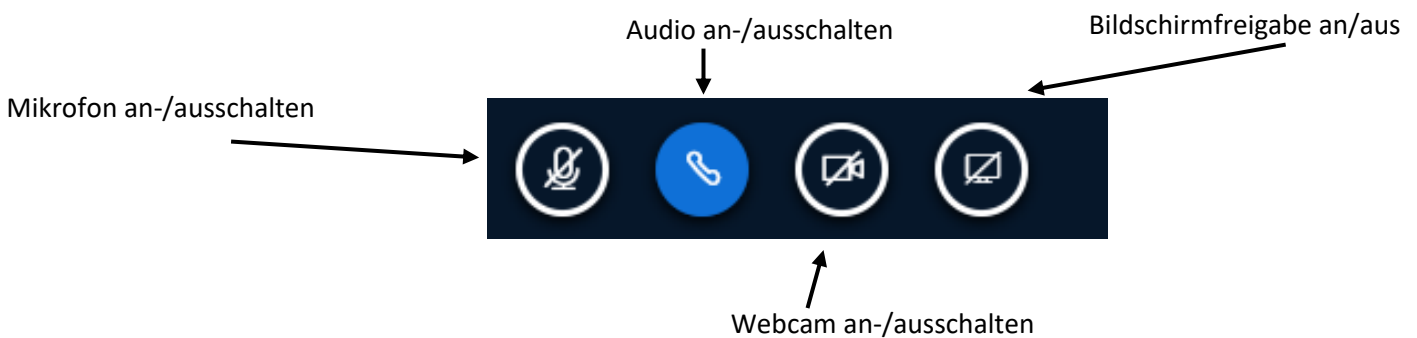 Audio an-/ausschalten
Bildschirmfreigabe an/aus
Mikrofon an-/ausschalten
Webcam an-/ausschalten